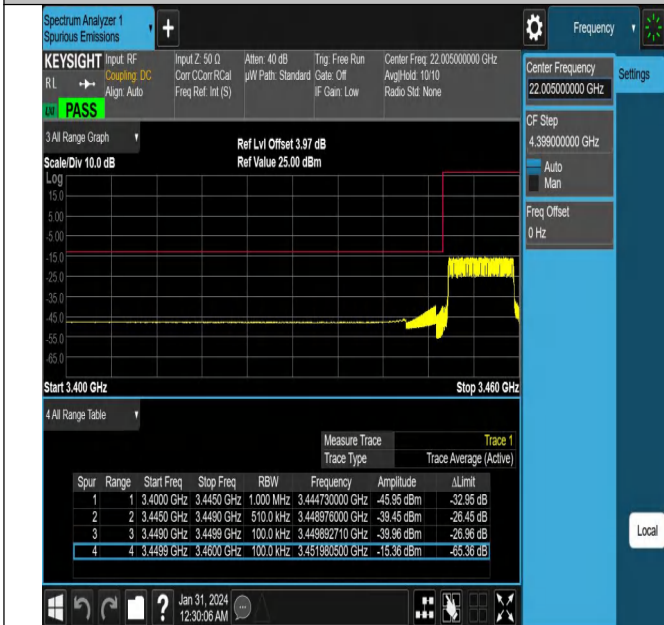 Spectrum Analyzer 1
Spurious Emissions
Frequency
KEYSIGHT Input: RF Input Z: 50 Ω Atten: 40 dB Trig: Free Run Center Freq: 22.005000000 GHz
RL Coupling: DC Corr CCorr RCal µW Path: Standard Gate: Off Avg|Hold: 10/10
Align: Auto Freq Ref: Int (S) IF Gain: Low Radio Std: None
PASS
Center Frequency
22.005000000 GHz
Settings
CF Step
4.399000000 GHz
Auto
Man
Freq Offset
0 Hz
3 All Range Graph
Ref Lvl Offset 3.97 dB
Scale/Div 10.0 dB Ref Value 25.00 dBm
Log
15.0
5.00
-5.00
-15.0
-25.0
-35.0
-45.0
-55.0
-65.0
Start 3.400 GHz Stop 3.460 GHz
4 All Range Table
Measure Trace Trace 1
Trace Type Trace Average (Active)
Spur Range Start Freq Stop Freq RBW Frequency Amplitude ΔLimit
1 1 3.4000 GHz 3.4450 GHz 1.000 MHz 3.444730000 GHz -45.95 dBm -32.95 dB
2 2 3.4450 GHz 3.4490 GHz 510.0 kHz 3.448976000 GHz -39.45 dBm -26.45 dB
3 3 3.4490 GHz 3.4499 GHz 100.0 kHz 3.449892710 GHz -39.96 dBm -26.96 dB
4 4 3.4499 GHz 3.4600 GHz 100.0 kHz 3.451980500 GHz -15.36 dBm -65.36 dB
Local
Jan 31, 2024
12:30:06 AM